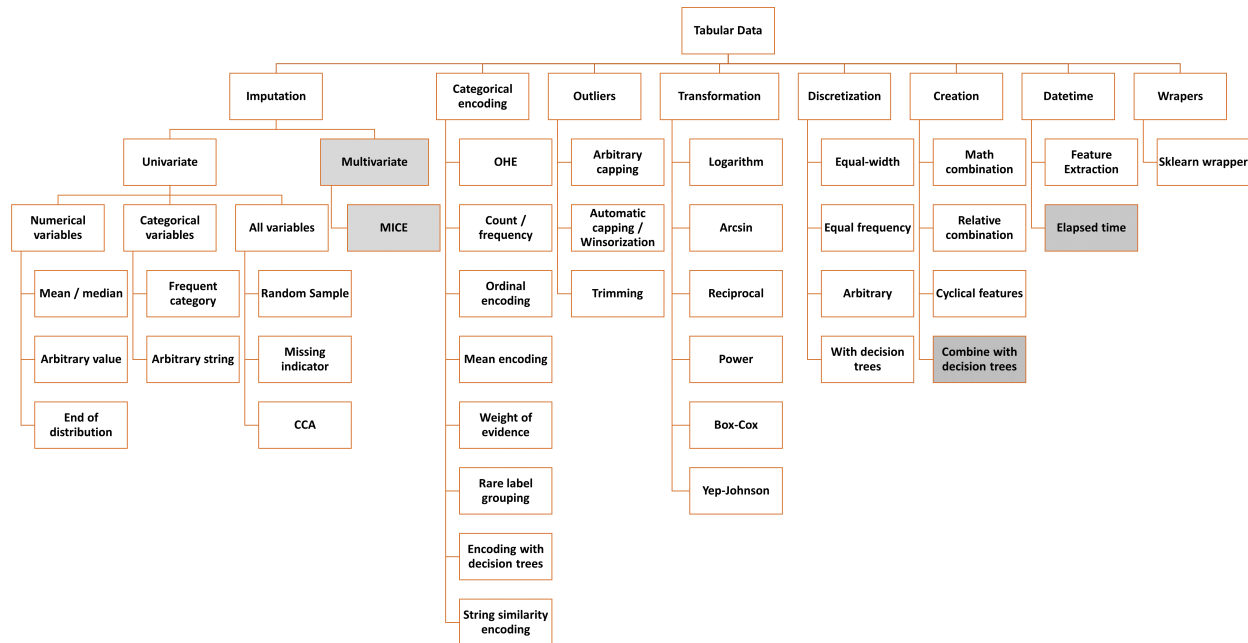 Tabular Data
Imputation
Categorical
encoding
Outliers
Transformation
Discretization
Creation
Datetime
Wrapers
Univariate
Multivariate
OHE
Arbitrary
capping
Logarithm
Equal-width
Math
combination
Feature
Extraction
Sklearn wrapper
Numerical
variables
Categorical
variables
All variables
MICE
Count /
frequency
Automatic
capping /
Winsorization
Arcsin
Equal frequency
Relative
combination
Elapsed time
Mean / median
Frequent
category
Random Sample
Ordinal
encoding
Trimming
Reciprocal
Arbitrary
Cyclical features
Arbitrary value
Arbitrary string
Missing
indicator
Mean encoding
Power
With decision
trees
Combine with
decision trees
End of
distribution
CCA
Weight of
evidence
Box-Cox
Rare label
grouping
Yep-Johnson
Encoding with
decision trees
String similarity
encoding